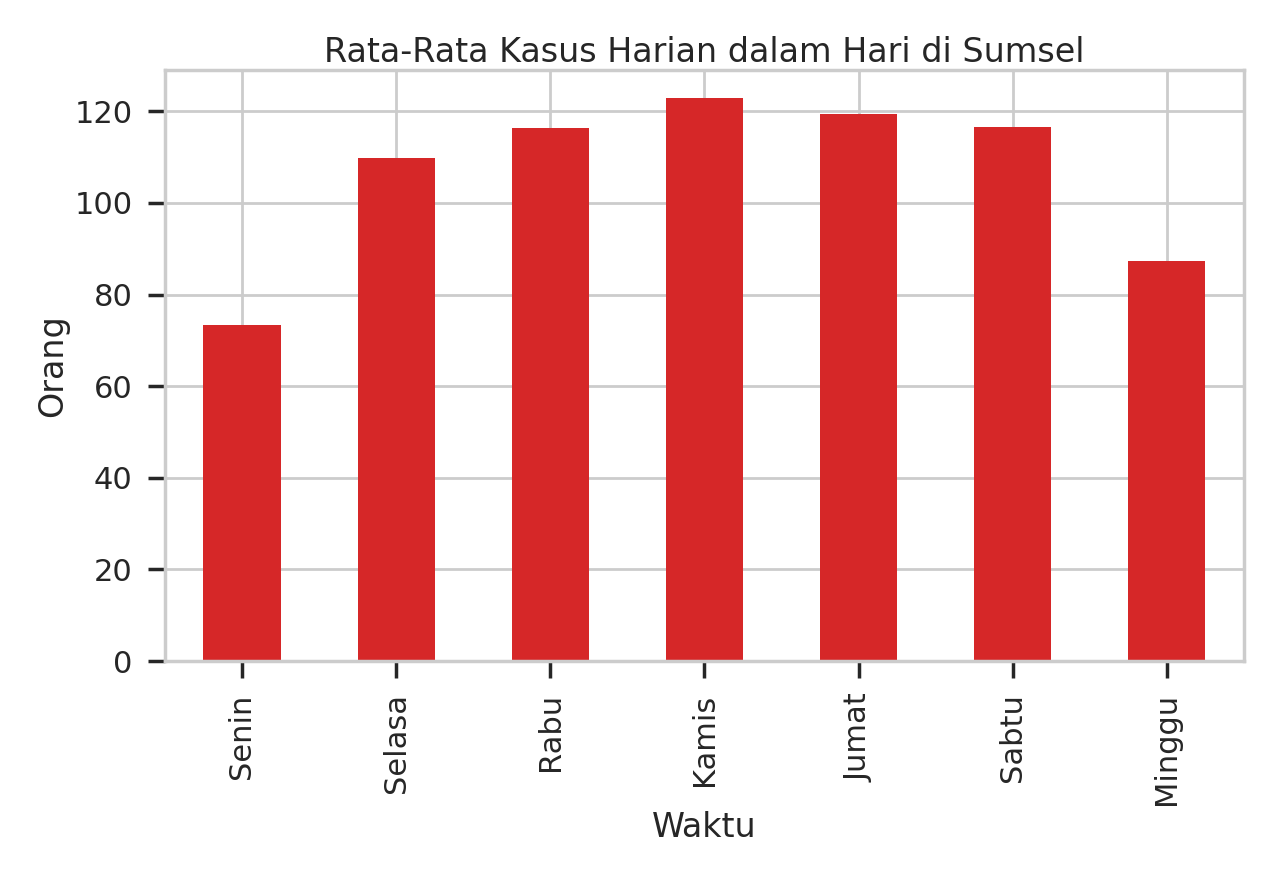 Rata-Rata Kasus Harian dalam Hari di Sumsel
Orang
120
100
80
60
40
20
0
Senin
Selasa
Rabu
Kamis
Jumat
Sabtu
Minggu
Waktu